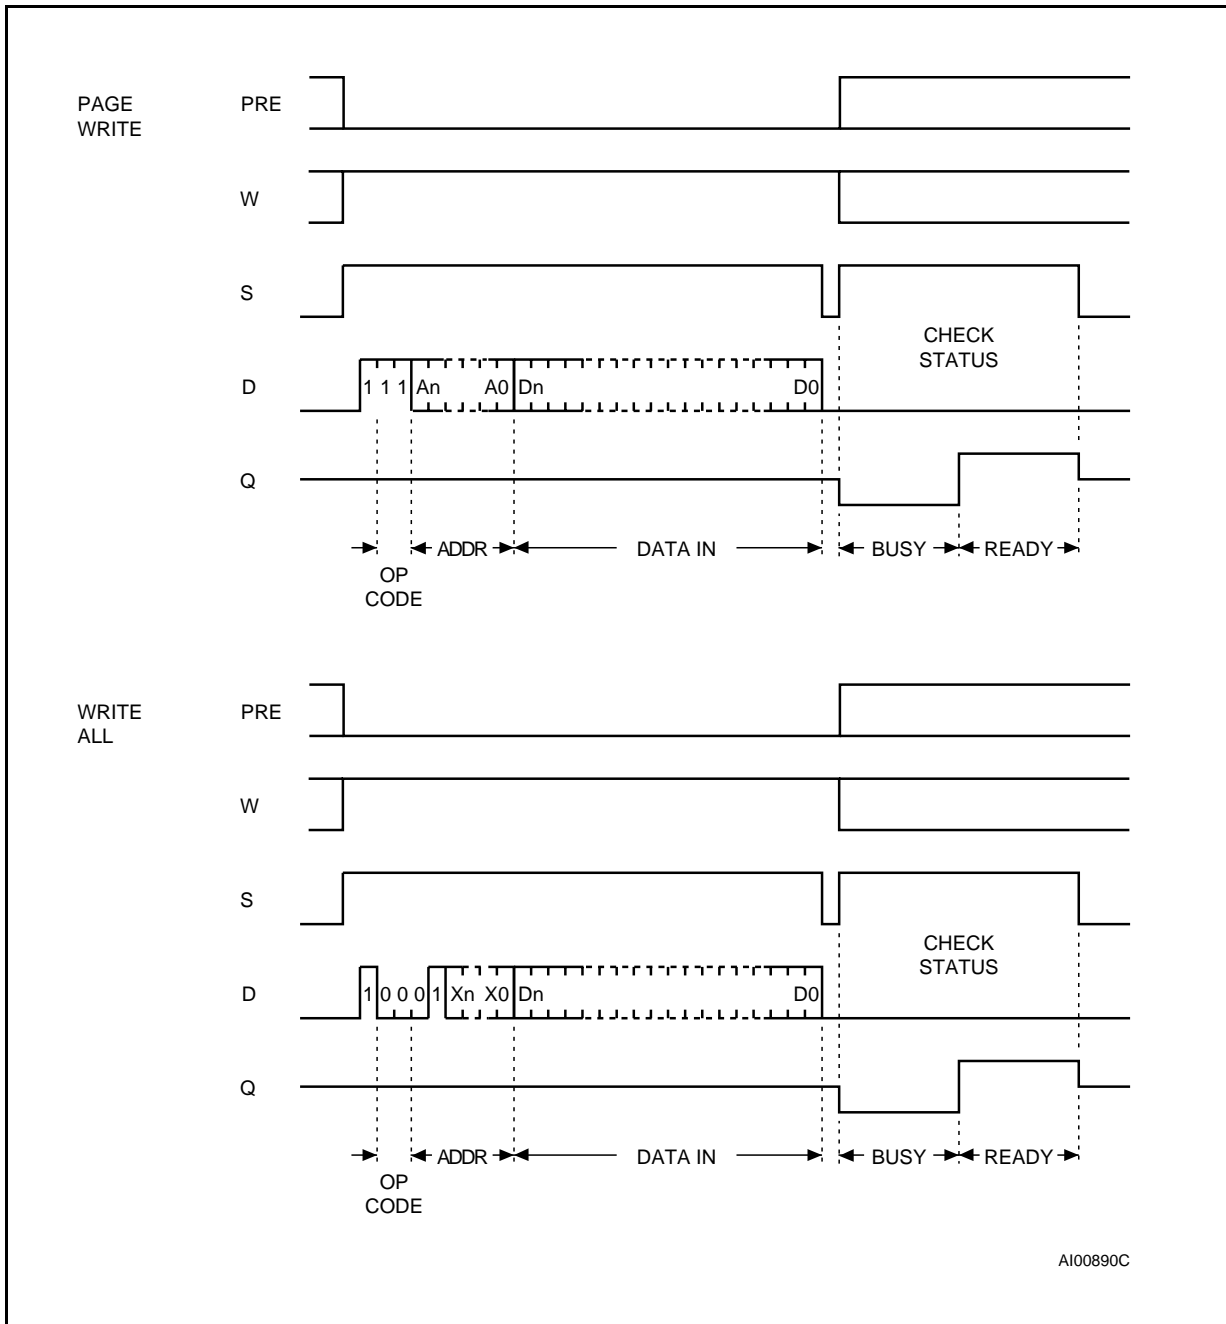 PAGE WRITE PRE
W
S
CHECK STATUS
D 1 1 1 An A0 Dn D0
Q
ADDR DATA IN BUSY READY
OP CODE
WRITE ALL PRE
W
S
CHECK STATUS
D 1 0 0 0 1 Xn X0 Dn D0
Q
ADDR DATA IN BUSY READY
OP CODE
AI00890C